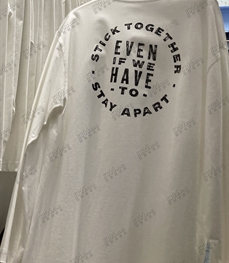 STICK TOGETHER
EVEN
IF WE
HAVE
-TO-
STAY APART